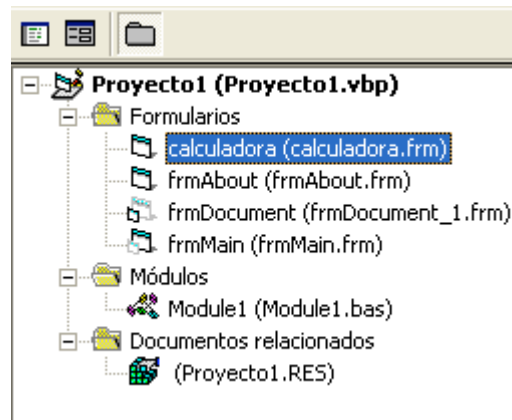 Proyecto1 (Proyecto1.vbp)
Formularios
calculadora (calculadora.frm)
frmAbout (frmAbout.frm)
frmDocument (frmDocument_1.frm)
frmMain (frmMain.frm)
Módulos
Module1 (Module1.bas)
Documentos relacionados
(Proyecto1.RES)